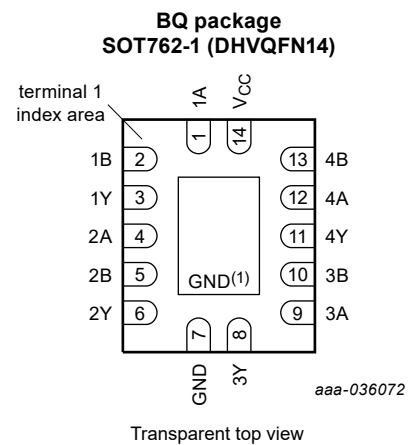 BQ package
SOT762-1 (DHVQFN14)
terminal 1
index area
1A
VCC
1
14
1B 2 13 4B
1Y 3 12 4A
2A 4 11 4Y
2B 5 10 3B
GND(1)
2Y 6 9 3A
7
8
GND
3Y
aaa-036072
Transparent top view